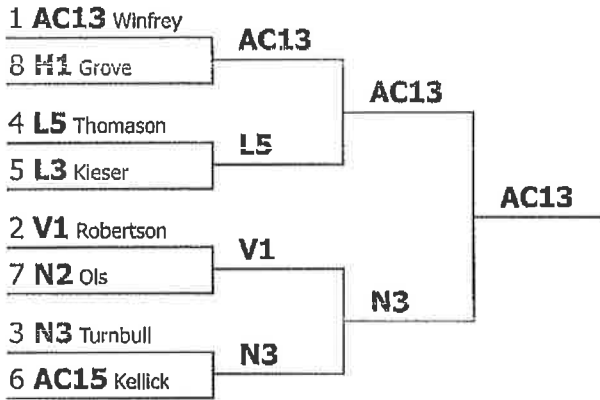 1 AC13 Winfrey
8 H1 Grove
4 L5 Thomason
5 L3 Kieser
2 V1 Robertson
7 N2 Ols
3 N3 Turnbull
6 AC15 Kellick
AC13
L5
V1
N3
AC13
N3
AC13